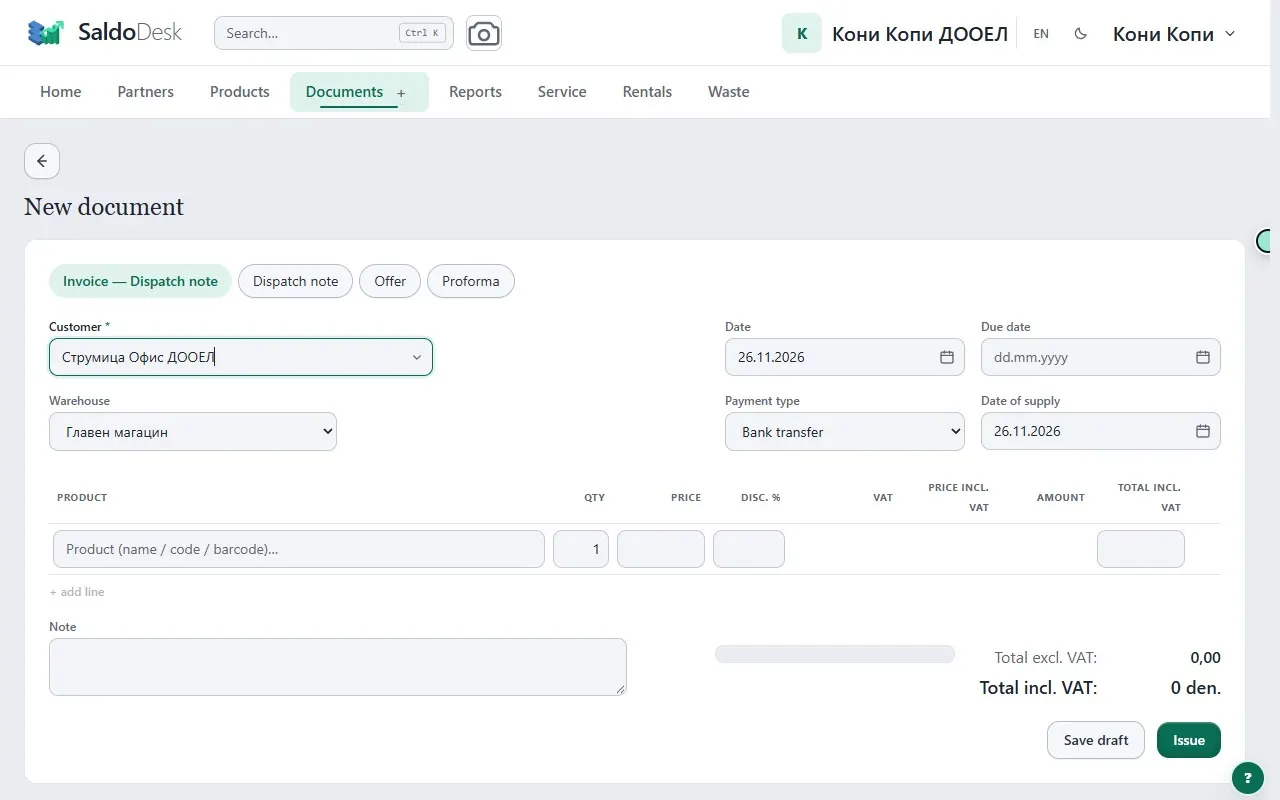 SaldoDesk
Search...
Ctrl K
К
Кони Копи ДООЕЛ
EN
Кони Копи
Home
Partners
Products
Documents +
Reports
Service
Rentals
Waste
New document
Invoice — Dispatch note
Dispatch note
Offer
Proforma
Customer *
Струмица Офис ДООЕЛ
Date
26.11.2026
Due date
dd.mm.yyyy
Warehouse
Главен магацин
Payment type
Bank transfer
Date of supply
26.11.2026
PRODUCT
QTY
PRICE
DISC. %
VAT
PRICE INCL.
VAT
AMOUNT
TOTAL INCL.
VAT
Product (name / code / barcode)...
1
+ add line
Note
Total excl. VAT:
0,00
Total incl. VAT:
0 den.
Save draft
Issue
?